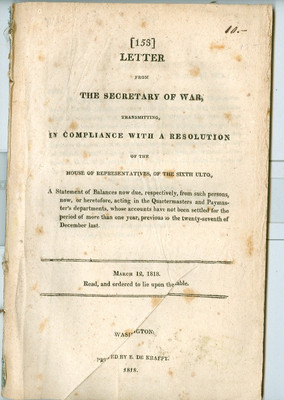 10.-
[158]
LETTER
FROM
THE SECRETARY OF WAR,
TRANSMITTING,
IN COMPLIANCE WITH A RESOLUTION
OF THE
HOUSE OF REPRESENTATIVES, OF THE SIXTH ULTO,
A Statement of Balances now due, respectively, from such persons,
now, or heretofore, acting in the Quartermasters and Paymas-
ter's departments, whose accounts have not been settled for the
period of more than one year, previous to the twenty-seventh of
December last.
MARCH 12, 1818.
Read, and ordered to lie upon the table.
WASHINGTON:
BY E. DE KRAFFT.
1818.